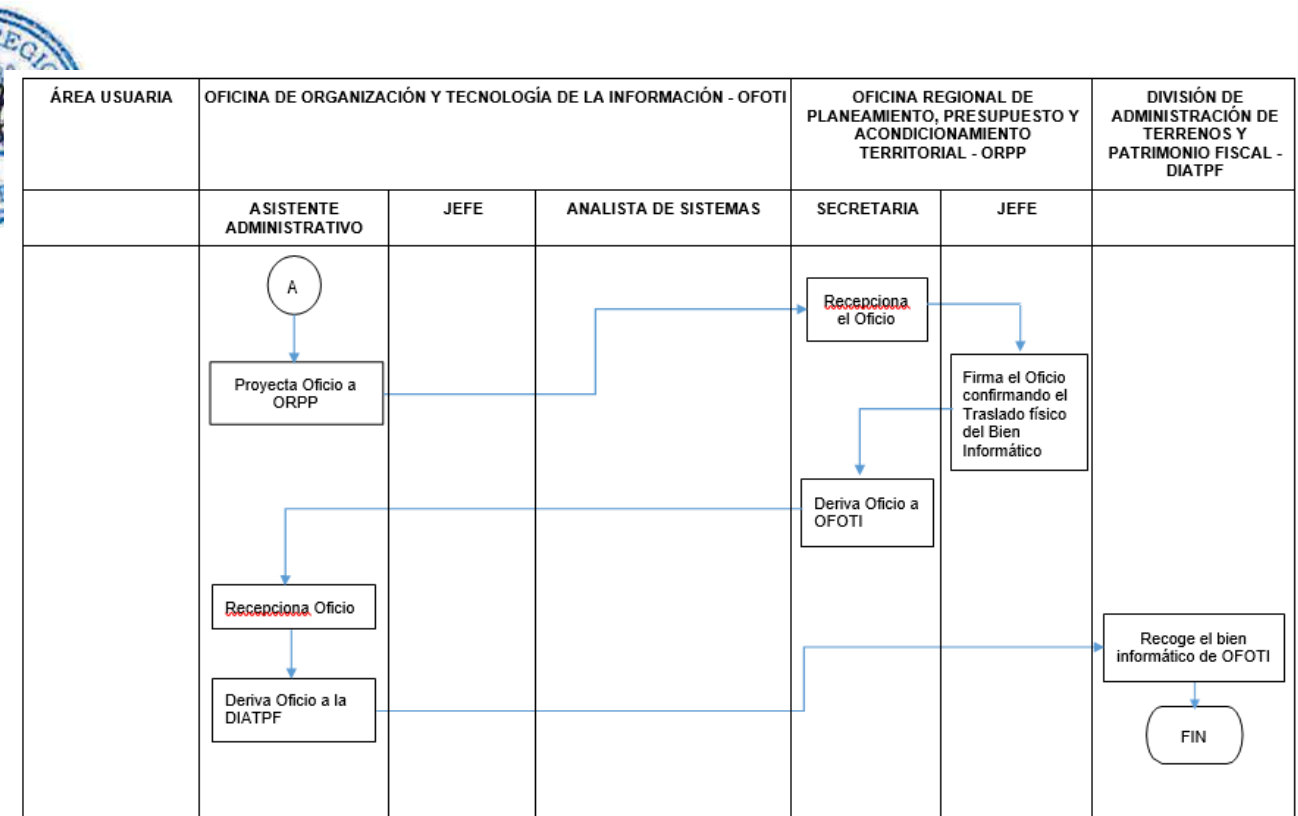 REGIO
ÁREA USUARIA
OFICINA DE ORGANIZACIÓN Y TECNOLOGÍA DE LA INFORMACIÓN - OFOTI
OFICINA REGIONAL DE
PLANEAMIENTO, PRESUPUESTO Y
ACONDICIONAMIENTO
TERRITORIAL - ORPP
DIVISIÓN DE
ADMINISTRACIÓN DE
TERRENOS Y
PATRIMONIO FISCAL -
DIATPF
ASISTENTE
ADMINISTRATIVO
JEFE
ANALISTA DE SISTEMAS
SECRETARIA
JEFE
A
Recepciona
el Oficio
Proyecta Oficio a
ORPP
Firma el Oficio
confirmando el
Traslado físico
del Bien
Informático
Deriva Oficio a
OFOTI
Recepciona Oficio
Recoge el bien
informático de OFOTI
Deriva Oficio a la
DIATPF
FIN